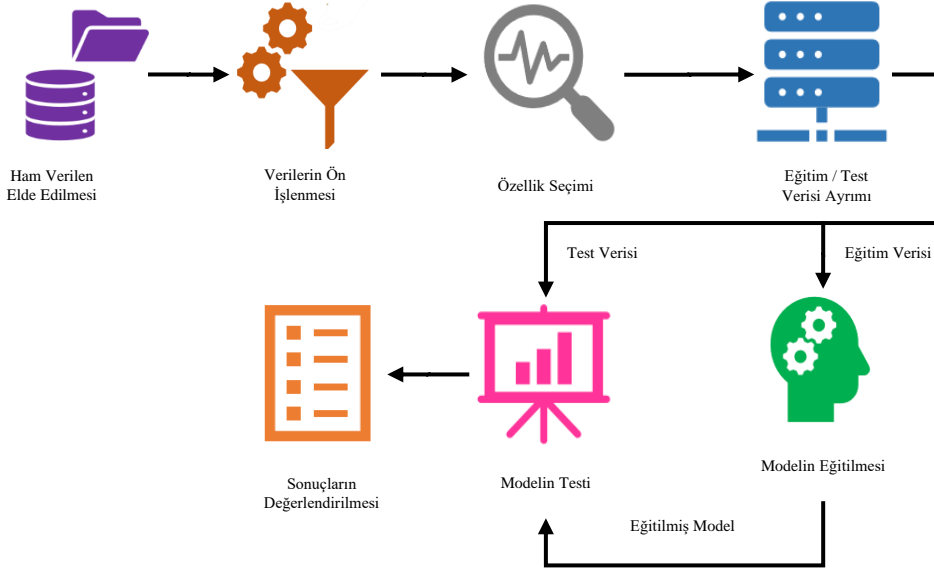 Ham Verilen
Elde Edilmesi
Verilerin Ön
İşlenmesi
Özellik Seçimi
Eğitim / Test
Verisi Ayrımı
Test Verisi
Eğitim Verisi
Sonuçların
Değerlendirilmesi
Modelin Testi
Modelin Eğitilmesi
Eğitilmiş Model